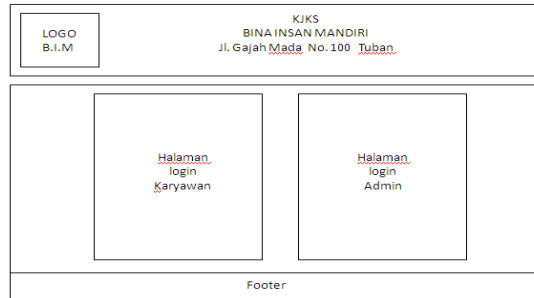 LOGO
B.I.M
KJKS
BINA INSAN MANDIRI
Jl. Gajah Mada No. 100 Tuban
Halaman
login
Karyawan
Halaman
login
Admin
Footer